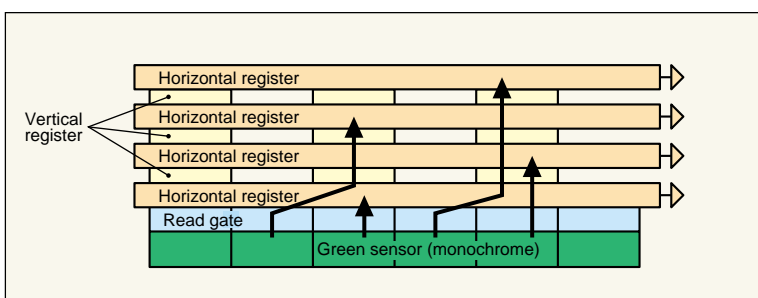 Horizontal register
Horizontal register
Vertical
register
Horizontal register
Horizontal register
Read gate
Green sensor (monochrome)